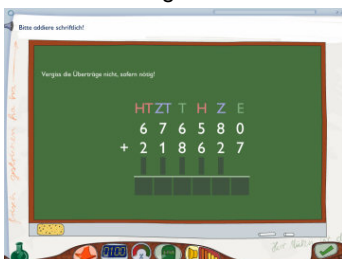 Bitte addiere schriftlich!
Vergiss die Überträge nicht, sofern nötig!
HT ZT T H Z E
6 7 6 5 8 0
+ 2 1 8 6 2 7
01:00